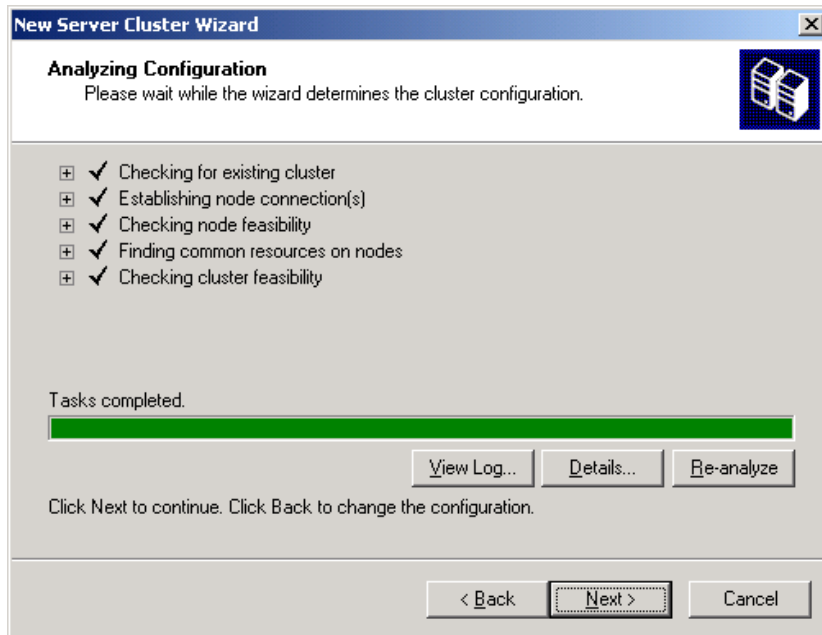 New Server Cluster Wizard
Analyzing Configuration
Please wait while the wizard determines the cluster configuration.
Checking for existing cluster
Establishing node connection(s)
Checking node feasibility
Finding common resources on nodes
Checking cluster feasibility
Tasks completed.
View Log... Details... Re-analyze
Click Next to continue. Click Back to change the configuration.
< Back Next > Cancel